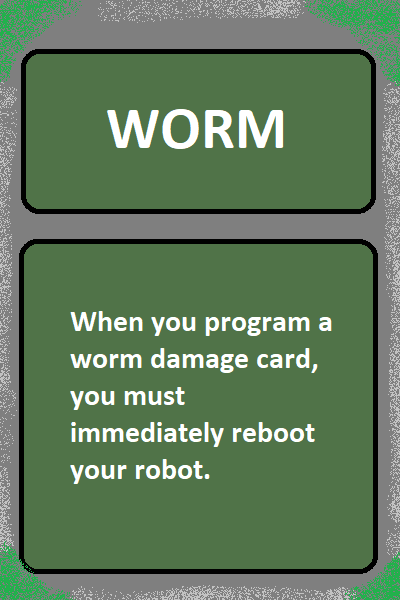 WORM
When you program a
worm damage card,
you must
immediately reboot
your robot.